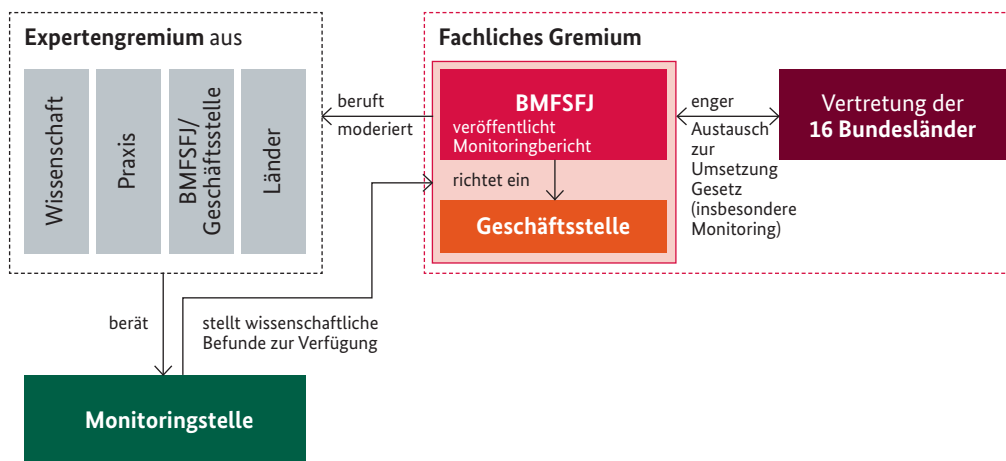 Expertengremium aus
Wissenschaft
Praxis
BMFSFJ/
Geschäftsstelle
Länder
beruft
moderiert
Fachliches Gremium
BMFSFJ
veröffentlicht
Monitoringbericht
richtet ein
Geschäftsstelle
enger
Austausch
zur
Umsetzung
Gesetz
(insbesondere
Monitoring)
Vertretung der
16 Bundesländer
berät
stellt wissenschaftliche
Befunde zur Verfügung
Monitoringstelle